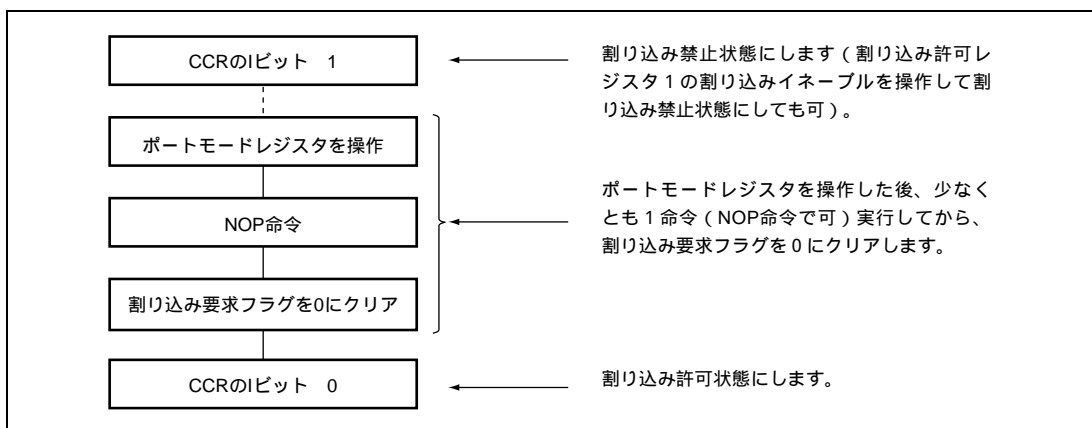 CCRのIビット 1
割り込み禁止状態にします（割り込み許可レ
ジスタ1の割り込みイネーブルを操作して割
り込み禁止状態にしても可）。
ポートモードレジスタを操作
NOP命令
割り込み要求フラグを0にクリア
ポートモードレジスタを操作した後、少なく
とも1命令（NOP命令で可）実行してから、
割り込み要求フラグを0にクリアします。
CCRのIビット 0
割り込み許可状態にします。